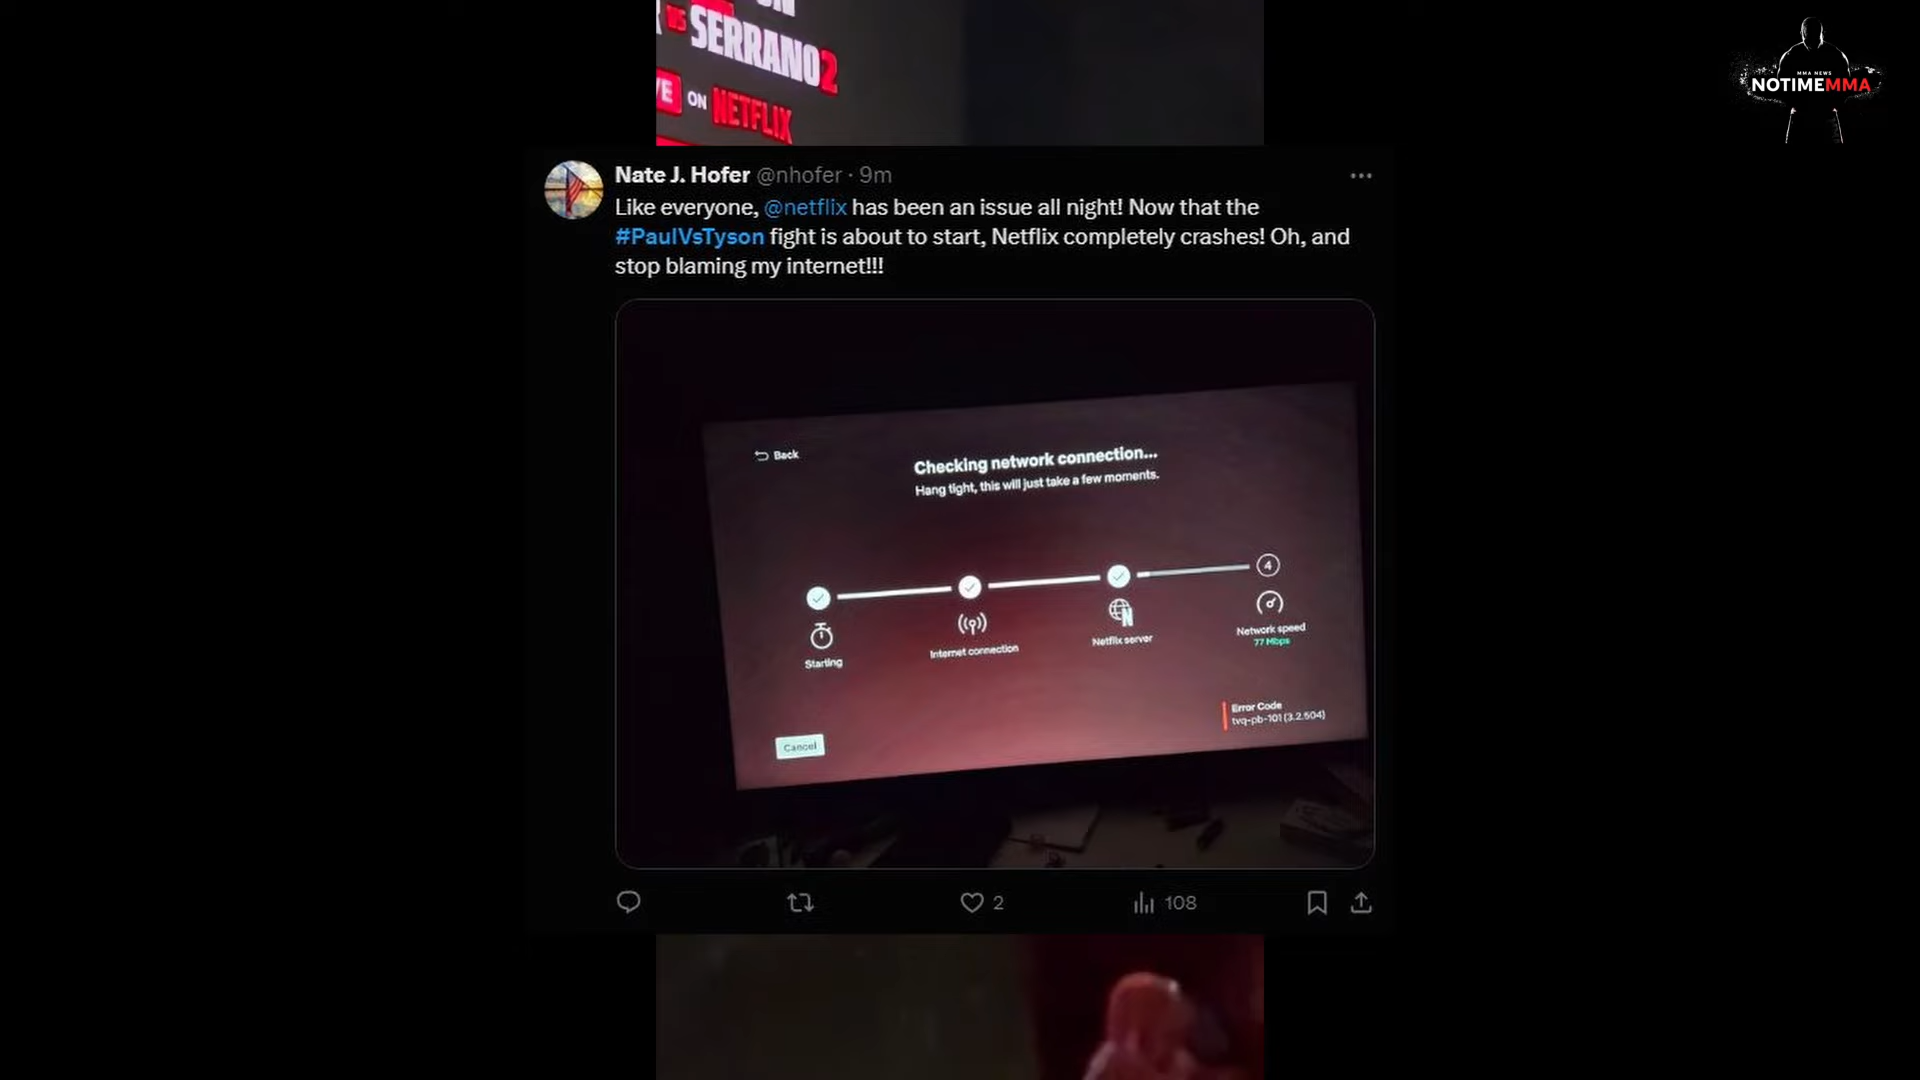 VS SERRANO2
ON NETFLIX
MMA NEWS
NOTIMEMMA
Nate J. Hofer @nhofer · 9m
Like everyone, @netflix has been an issue all night! Now that the
#PaulVsTyson fight is about to start, Netflix completely crashes! Oh, and
stop blaming my internet!!!
Back
Checking network connection...
Hang tight, this will just take a few moments.
4
Starting
Internet connection
Netflix server
Network speed
77 Mbps
Error Code
tvq-pb-101 (3.2.504)
Cancel
2
108